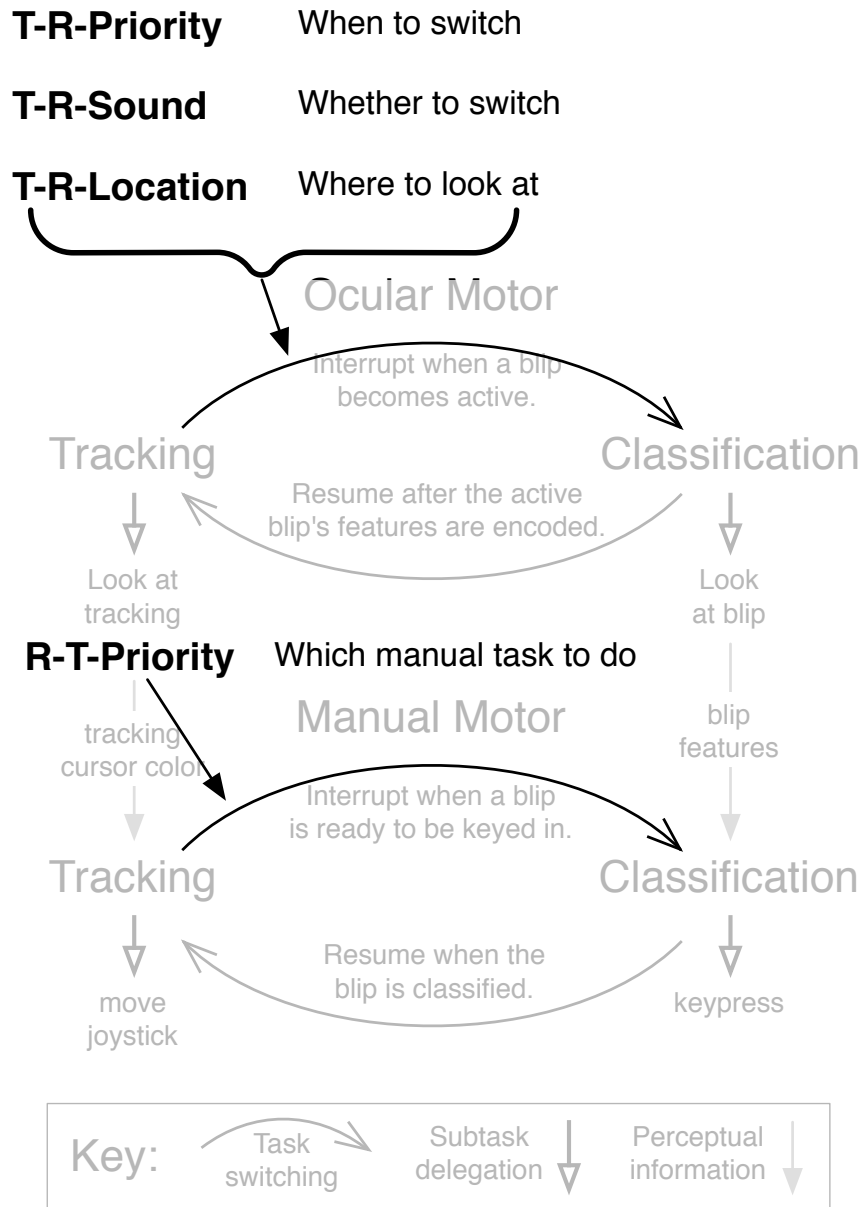 T-R-Priority When to switch
T-R-Sound Whether to switch
T-R-Location Where to look at
Ocular Motor
Interrupt when a blip
becomes active.
Tracking Classification
Resume after the active
blip's features are encoded.
Look at
tracking
Look
at blip
R-T-Priority Which manual task to do
tracking
cursor color
Manual Motor
blip
features
Interrupt when a blip
is ready to be keyed in.
Tracking Classification
Resume when the
blip is classified.
move
joystick
keypress
Key:
Task
switching
Subtask
delegation
Perceptual
information